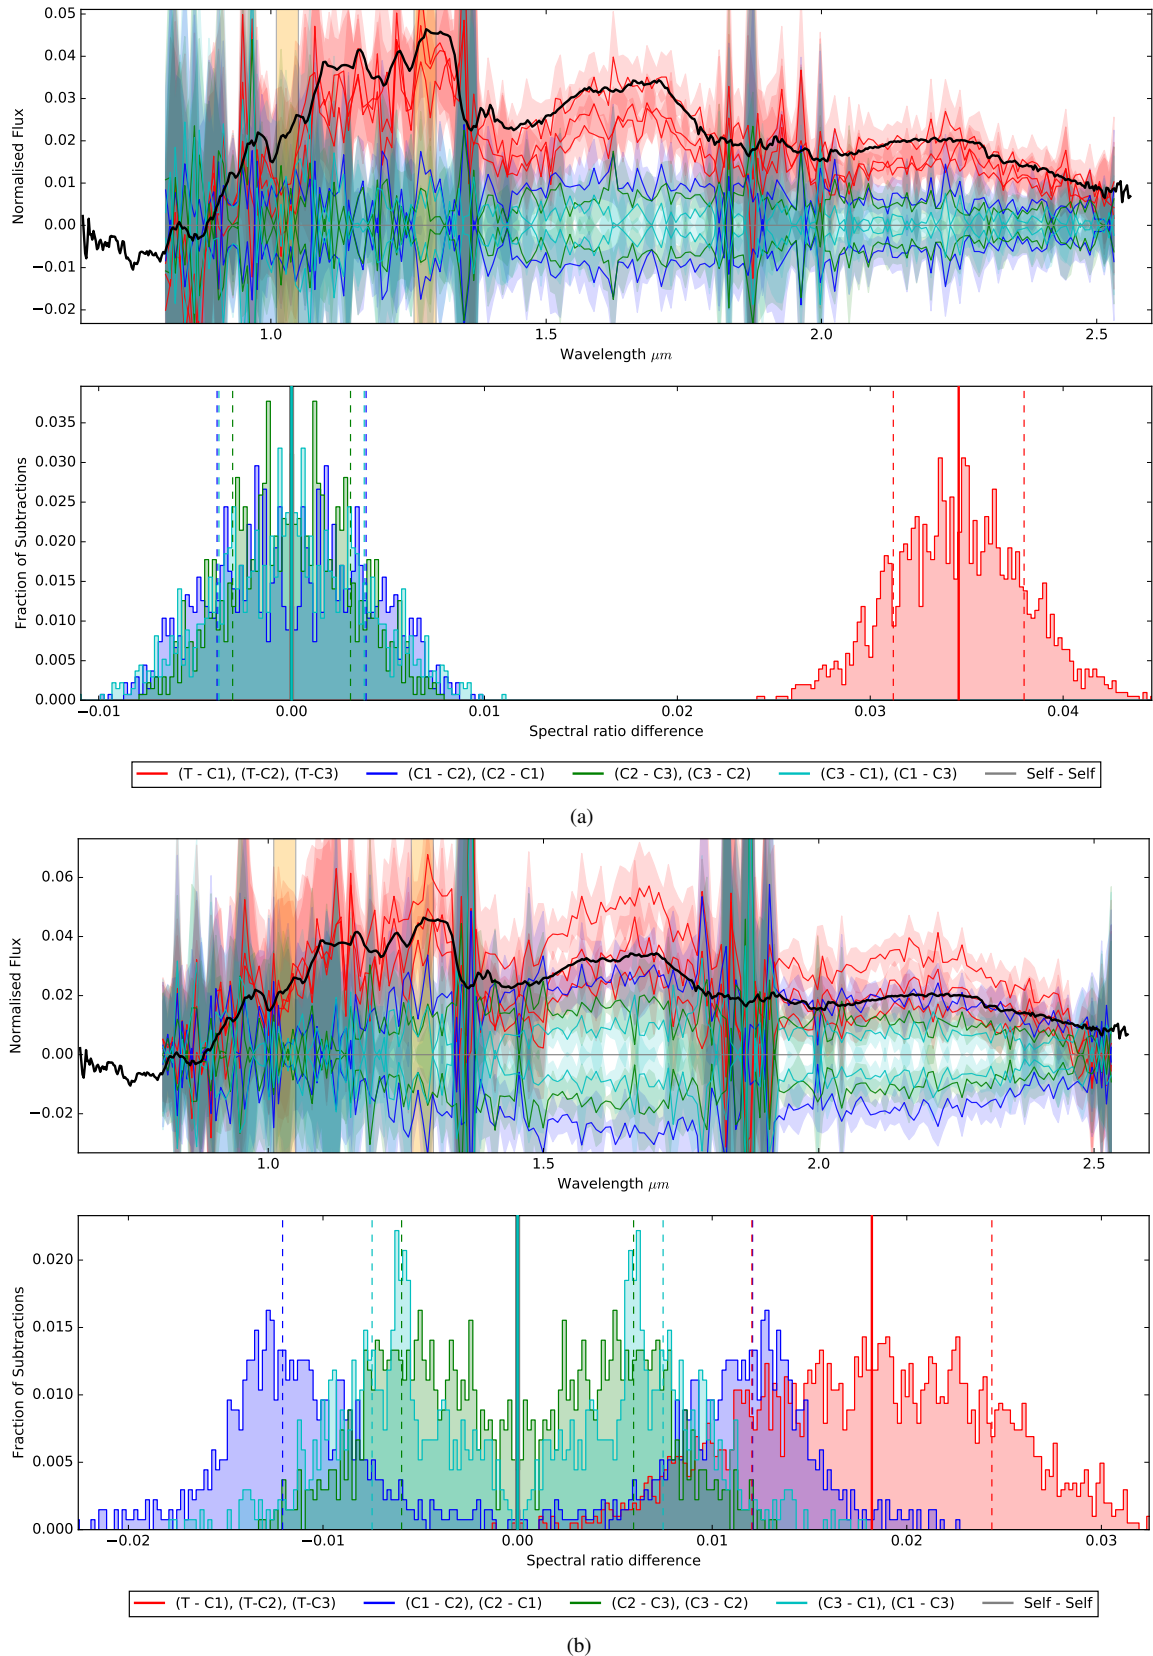 0.05
0.04
0.03
0.02
0.01
0.00
−0.01
−0.02
Normalised Flux
1.0 1.5 2.0 2.5
Wavelength μm
0.035
0.030
0.025
0.020
0.015
0.010
0.005
0.000
Fraction of Subtractions
−0.01 0.00 0.01 0.02 0.03 0.04
Spectral ratio difference
(T - C1), (T-C2), (T-C3) (C1 - C2), (C2 - C1) (C2 - C3), (C3 - C2) (C3 - C1), (C1 - C3) Self - Self
(a)
0.06
0.04
0.02
0.00
−0.02
Normalised Flux
1.0 1.5 2.0 2.5
Wavelength μm
0.020
0.015
0.010
0.005
0.000
Fraction of Subtractions
−0.02 −0.01 0.00 0.01 0.02 0.03
Spectral ratio difference
(T - C1), (T-C2), (T-C3) (C1 - C2), (C2 - C1) (C2 - C3), (C3 - C2) (C3 - C1), (C1 - C3) Self - Self
(b)